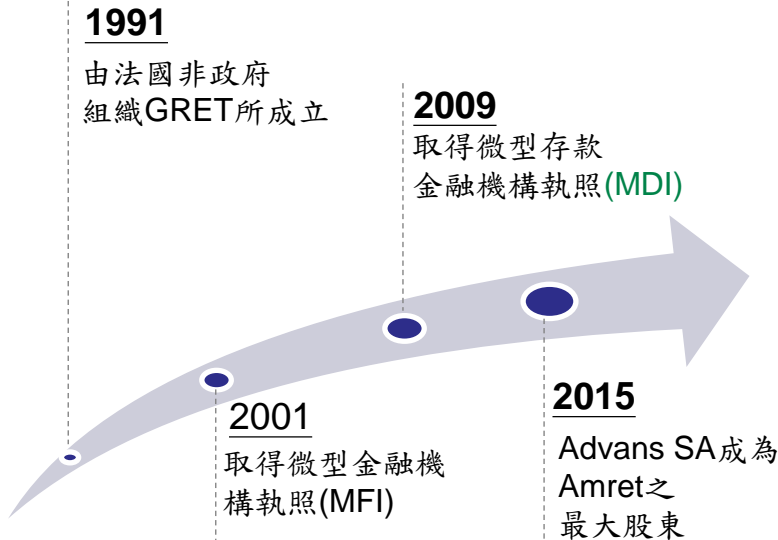 1991
由法國非政府
組織GRET所成立
2009
取得微型存款
金融機構執照(MDI)
2001
取得微型金融機
構執照(MFI)
2015
Advans SA成為
Amret之
最大股東